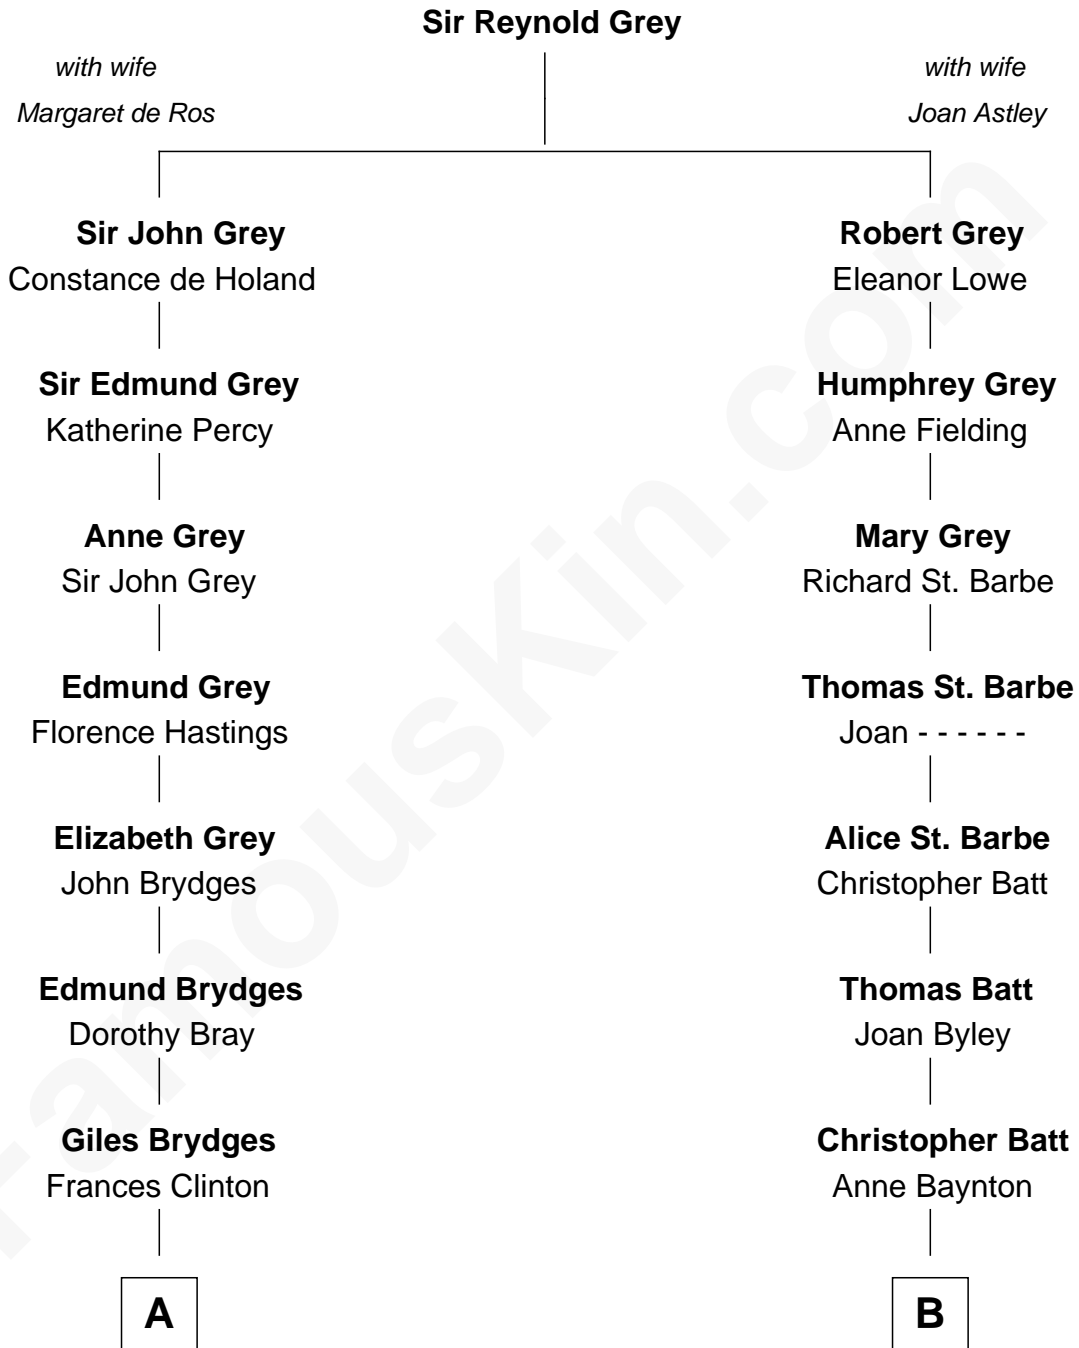 Sir Reynold Grey
with wife
Margaret de Ros
with wife
Joan Astley
Sir John Grey
Constance de Holand
Robert Grey
Eleanor Lowe
Sir Edmund Grey
Katherine Percy
Humphrey Grey
Anne Fielding
Anne Grey
Sir John Grey
Mary Grey
Richard St. Barbe
Edmund Grey
Florence Hastings
Thomas St. Barbe
Joan - - - - - -
Elizabeth Grey
John Brydges
Alice St. Barbe
Christopher Batt
Edmund Brydges
Dorothy Bray
Thomas Batt
Joan Byley
Giles Brydges
Frances Clinton
Christopher Batt
Anne Baynton
A
B
FamousKin.com